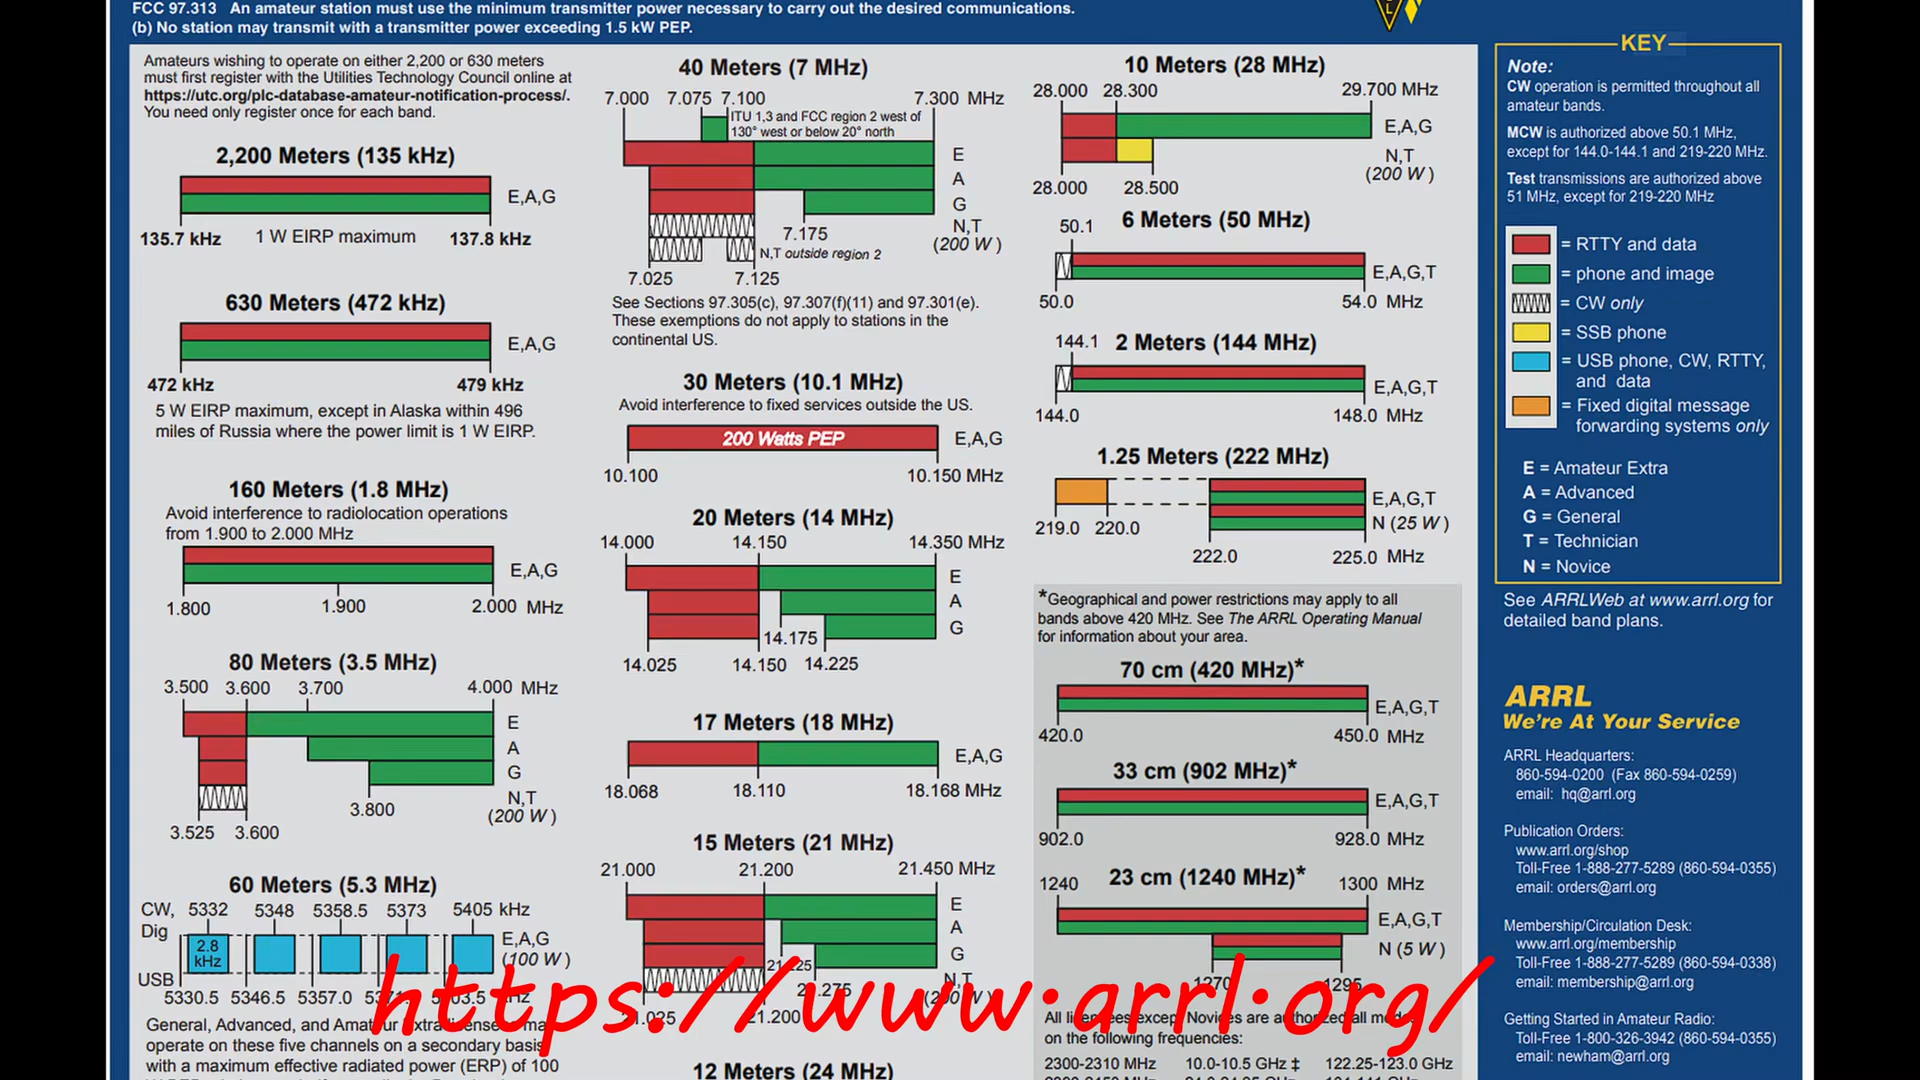 FCC 97.313 An amateur station must use the minimum transmitter power necessary to carry out the desired communications.
(b) No station may transmit with a transmitter power exceeding 1.5 kW PEP.
Amateurs wishing to operate on either 2,200 or 630 meters
must first register with the Utilities Technology Council online at
https://utc.org/plc-database-amateur-notification-process/.
You need only register once for each band.
2,200 Meters (135 kHz)
E,A,G
135.7 kHz 1 W EIRP maximum 137.8 kHz
630 Meters (472 kHz)
E,A,G
472 kHz 479 kHz
5 W EIRP maximum, except in Alaska within 496
miles of Russia where the power limit is 1 W EIRP.
160 Meters (1.8 MHz)
Avoid interference to radiolocation operations
from 1.900 to 2.000 MHz
E,A,G
1.800 1.900 2.000 MHz
80 Meters (3.5 MHz)
3.500 3.600 3.700 4.000 MHz
E
A
G
N,T
3.800 (200 W)
3.525 3.600
60 Meters (5.3 MHz)
CW, 5332 5348 5358.5 5373 5405 kHz
Dig
2.8 E,A,G
kHz (100 W)
USB
5330.5 5346.5 5357.0
General, Advanced, and
operate on these five channels on a secondary basis
with a maximum effective radiated power (ERP) of 100
40 Meters (7 MHz)
7.000 7.075 7.100 7.300 MHz
ITU 1,3 and FCC region 2 west of
130° west or below 20° north
E
A
G
N,T
7.175 (200 W)
N,T outside region 2
7.025 7.125
See Sections 97.305(c), 97.307(f)(11) and 97.301(e).
These exemptions do not apply to stations in the
continental US.
30 Meters (10.1 MHz)
Avoid interference to fixed services outside the US.
200 Watts PEP E,A,G
10.100 10.150 MHz
20 Meters (14 MHz)
14.000 14.150 14.350 MHz
E
A
G
14.175
14.025 14.150 14.225
17 Meters (18 MHz)
E,A,G
18.068 18.110 18.168 MHz
15 Meters (21 MHz)
21.000 21.200 21.450 MHz
E
A
G
N,T
21.275
21.200
12 Meters (24 MHz)
10 Meters (28 MHz)
28.000 28.300 29.700 MHz
E,A,G
N,T
(200 W)
28.000 28.500
6 Meters (50 MHz)
50.1
E,A,G,T
50.0 54.0 MHz
2 Meters (144 MHz)
144.1
E,A,G,T
144.0 148.0 MHz
1.25 Meters (222 MHz)
E,A,G,T
N (25 W)
219.0 220.0
222.0 225.0 MHz
*Geographical and power restrictions may apply to all
bands above 420 MHz. See The ARRL Operating Manual
for information about your area.
70 cm (420 MHz)*
E,A,G,T
420.0 450.0 MHz
33 cm (902 MHz)*
E,A,G,T
902.0 928.0 MHz
23 cm (1240 MHz)*
1240 1300 MHz
E,A,G,T
N (5 W)
1270 1295
All licensees except Novices are authorized all modes
on the following frequencies:
2300-2310 MHz 10.0-10.5 GHz ‡ 122.25-123.0 GHz
KEY
Note:
CW operation is permitted throughout all
amateur bands.
MCW is authorized above 50.1 MHz,
except for 144.0-144.1 and 219-220 MHz.
Test transmissions are authorized above
51 MHz, except for 219-220 MHz
= RTTY and data
= phone and image
= CW only
= SSB phone
= USB phone, CW, RTTY,
and data
= Fixed digital message
forwarding systems only
E = Amateur Extra
A = Advanced
G = General
T = Technician
N = Novice
See ARRLWeb at www.arrl.org for
detailed band plans.
ARRL
We're At Your Service
ARRL Headquarters:
860-594-0200 (Fax 860-594-0259)
email: hq@arrl.org
Publication Orders:
www.arrl.org/shop
Toll-Free 1-888-277-5289 (860-594-0355)
email: orders@arrl.org
Membership/Circulation Desk:
www.arrl.org/membership
Toll-Free 1-888-277-5289 (860-594-0338)
email: membership@arrl.org
Getting Started in Amateur Radio:
Toll-Free 1-800-326-3942 (860-594-0355)
email: newham@arrl.org
https://www.arrl.org/